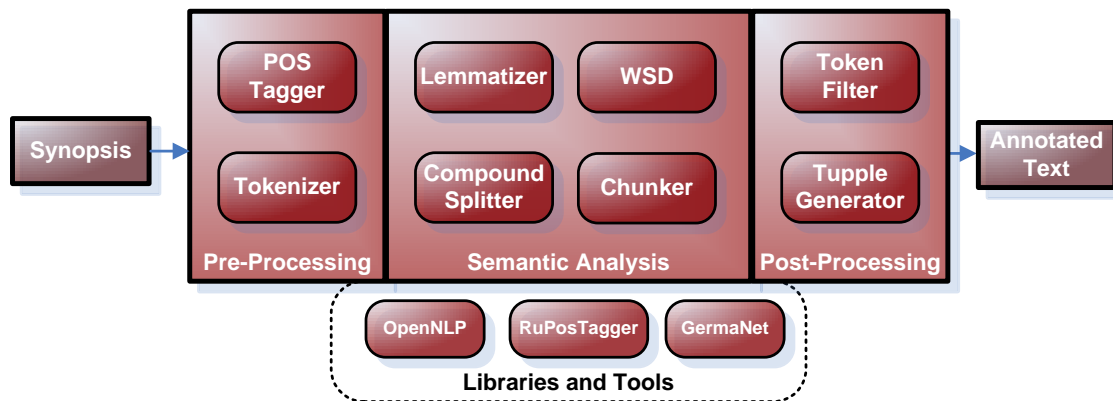 Synopsis
POS
Tagger
Tokenizer
Pre-Processing
Lemmatizer
WSD
Compound
Splitter
Chunker
Semantic Analysis
Token
Filter
Tupple
Generator
Post-Processing
Annotated
Text
OpenNLP
RuPosTagger
GermaNet
Libraries and Tools